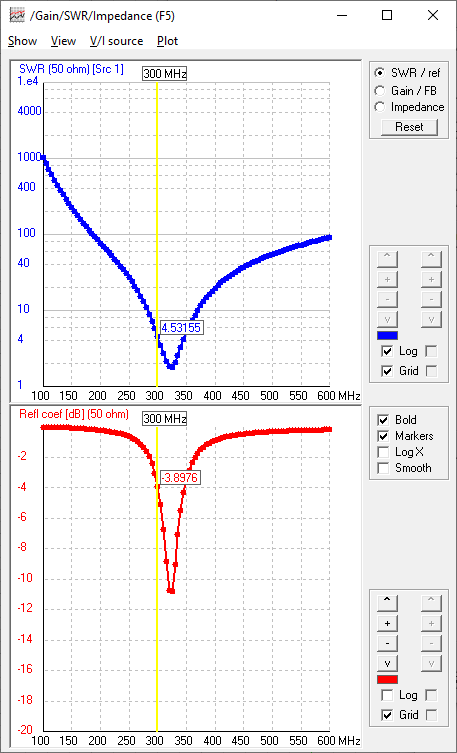 /Gain/SWR/Impedance (F5)
Show View V/I source Plot
SWR (50 ohm) [Src 1]
300 MHz
1.e4
4000
1000
400
100
40
10
4
1
4.53155
100 150 200 250 300 350 400 450 500 550 600 MHz
Refl coef [dB] (50 ohm)
300 MHz
-2
-4
-6
-8
-10
-12
-14
-16
-18
-20
-3.8976
100 150 200 250 300 350 400 450 500 550 600 MHz
SWR / ref
Gain / FB
Impedance
Reset
^ ^
+ +
- -
v v
Log
Grid
Bold
Markers
Log X
Smooth
^ ^
+ +
- -
v v
Log
Grid